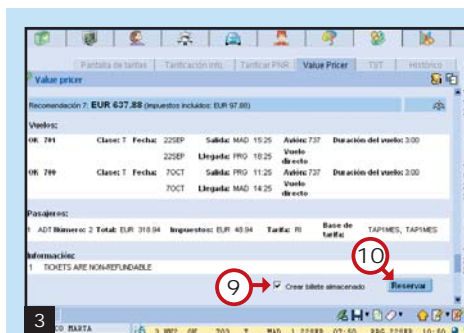 Pantalla de tarifas Tarificación info. Tarificar PNR Value Pricer TST Histórico
Value pricer
Recomendación 7: EUR 637.88 (impuestos incluidos: EUR 97.88)
Vuelos:
OK 701 Clase: T Fecha: 22SEP Salida: MAD 15:25 Avión: 737 Duración del vuelo: 3:00
22SEP Llegada: PRG 18:25 Vuelo directo
OK 700 Clase: T Fecha: 7OCT Salida: PRG 11:25 Avión: 737 Duración del vuelo: 3:00
7OCT Llegada: MAD 14:25 Vuelo directo
Pasajeros:
1 ADT Número: 2 Total: EUR 318.94 Impuestos: EUR 48.94 Tarifa: RI Base de tarifa: TAP1MES, TAP1MES
Información:
1 TICKETS ARE NON-REFUNDABLE
10
9 Crear billete almacenado Reservar
3
CO MARTA